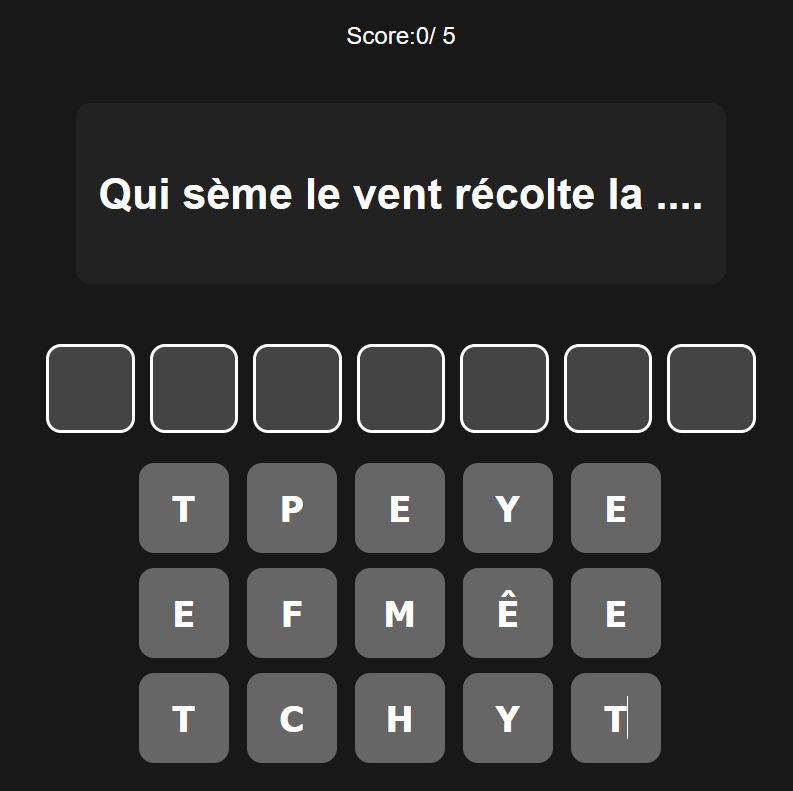 Score:0/ 5
Qui sème le vent récolte la ....
T P E Y E
E F M Ê E
T C H Y T